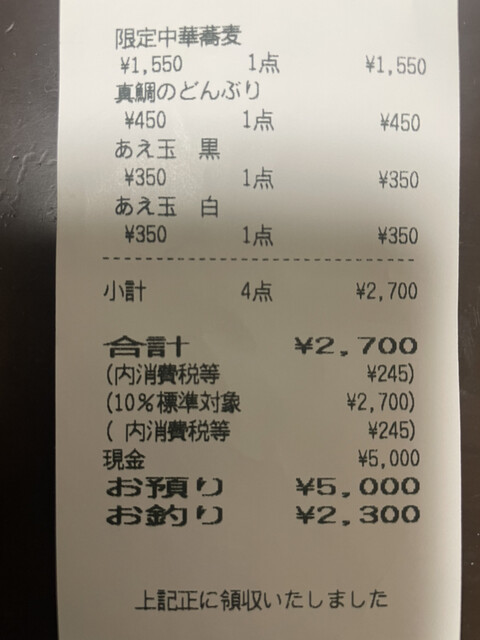 限定中華蕎麦
¥1,550 1点 ¥1,550
真鯛のどんぶり
¥450 1点 ¥450
あえ玉 黒
¥350 1点 ¥350
あえ玉 白
¥350 1点 ¥350
小計 4点 ¥2,700
合計 ¥2,700
(内消費税等 ¥245)
(10%標準対象 ¥2,700)
( 内消費税等 ¥245)
現金 ¥5,000
お預り ¥5,000
お釣り ¥2,300
上記正に領収いたしました